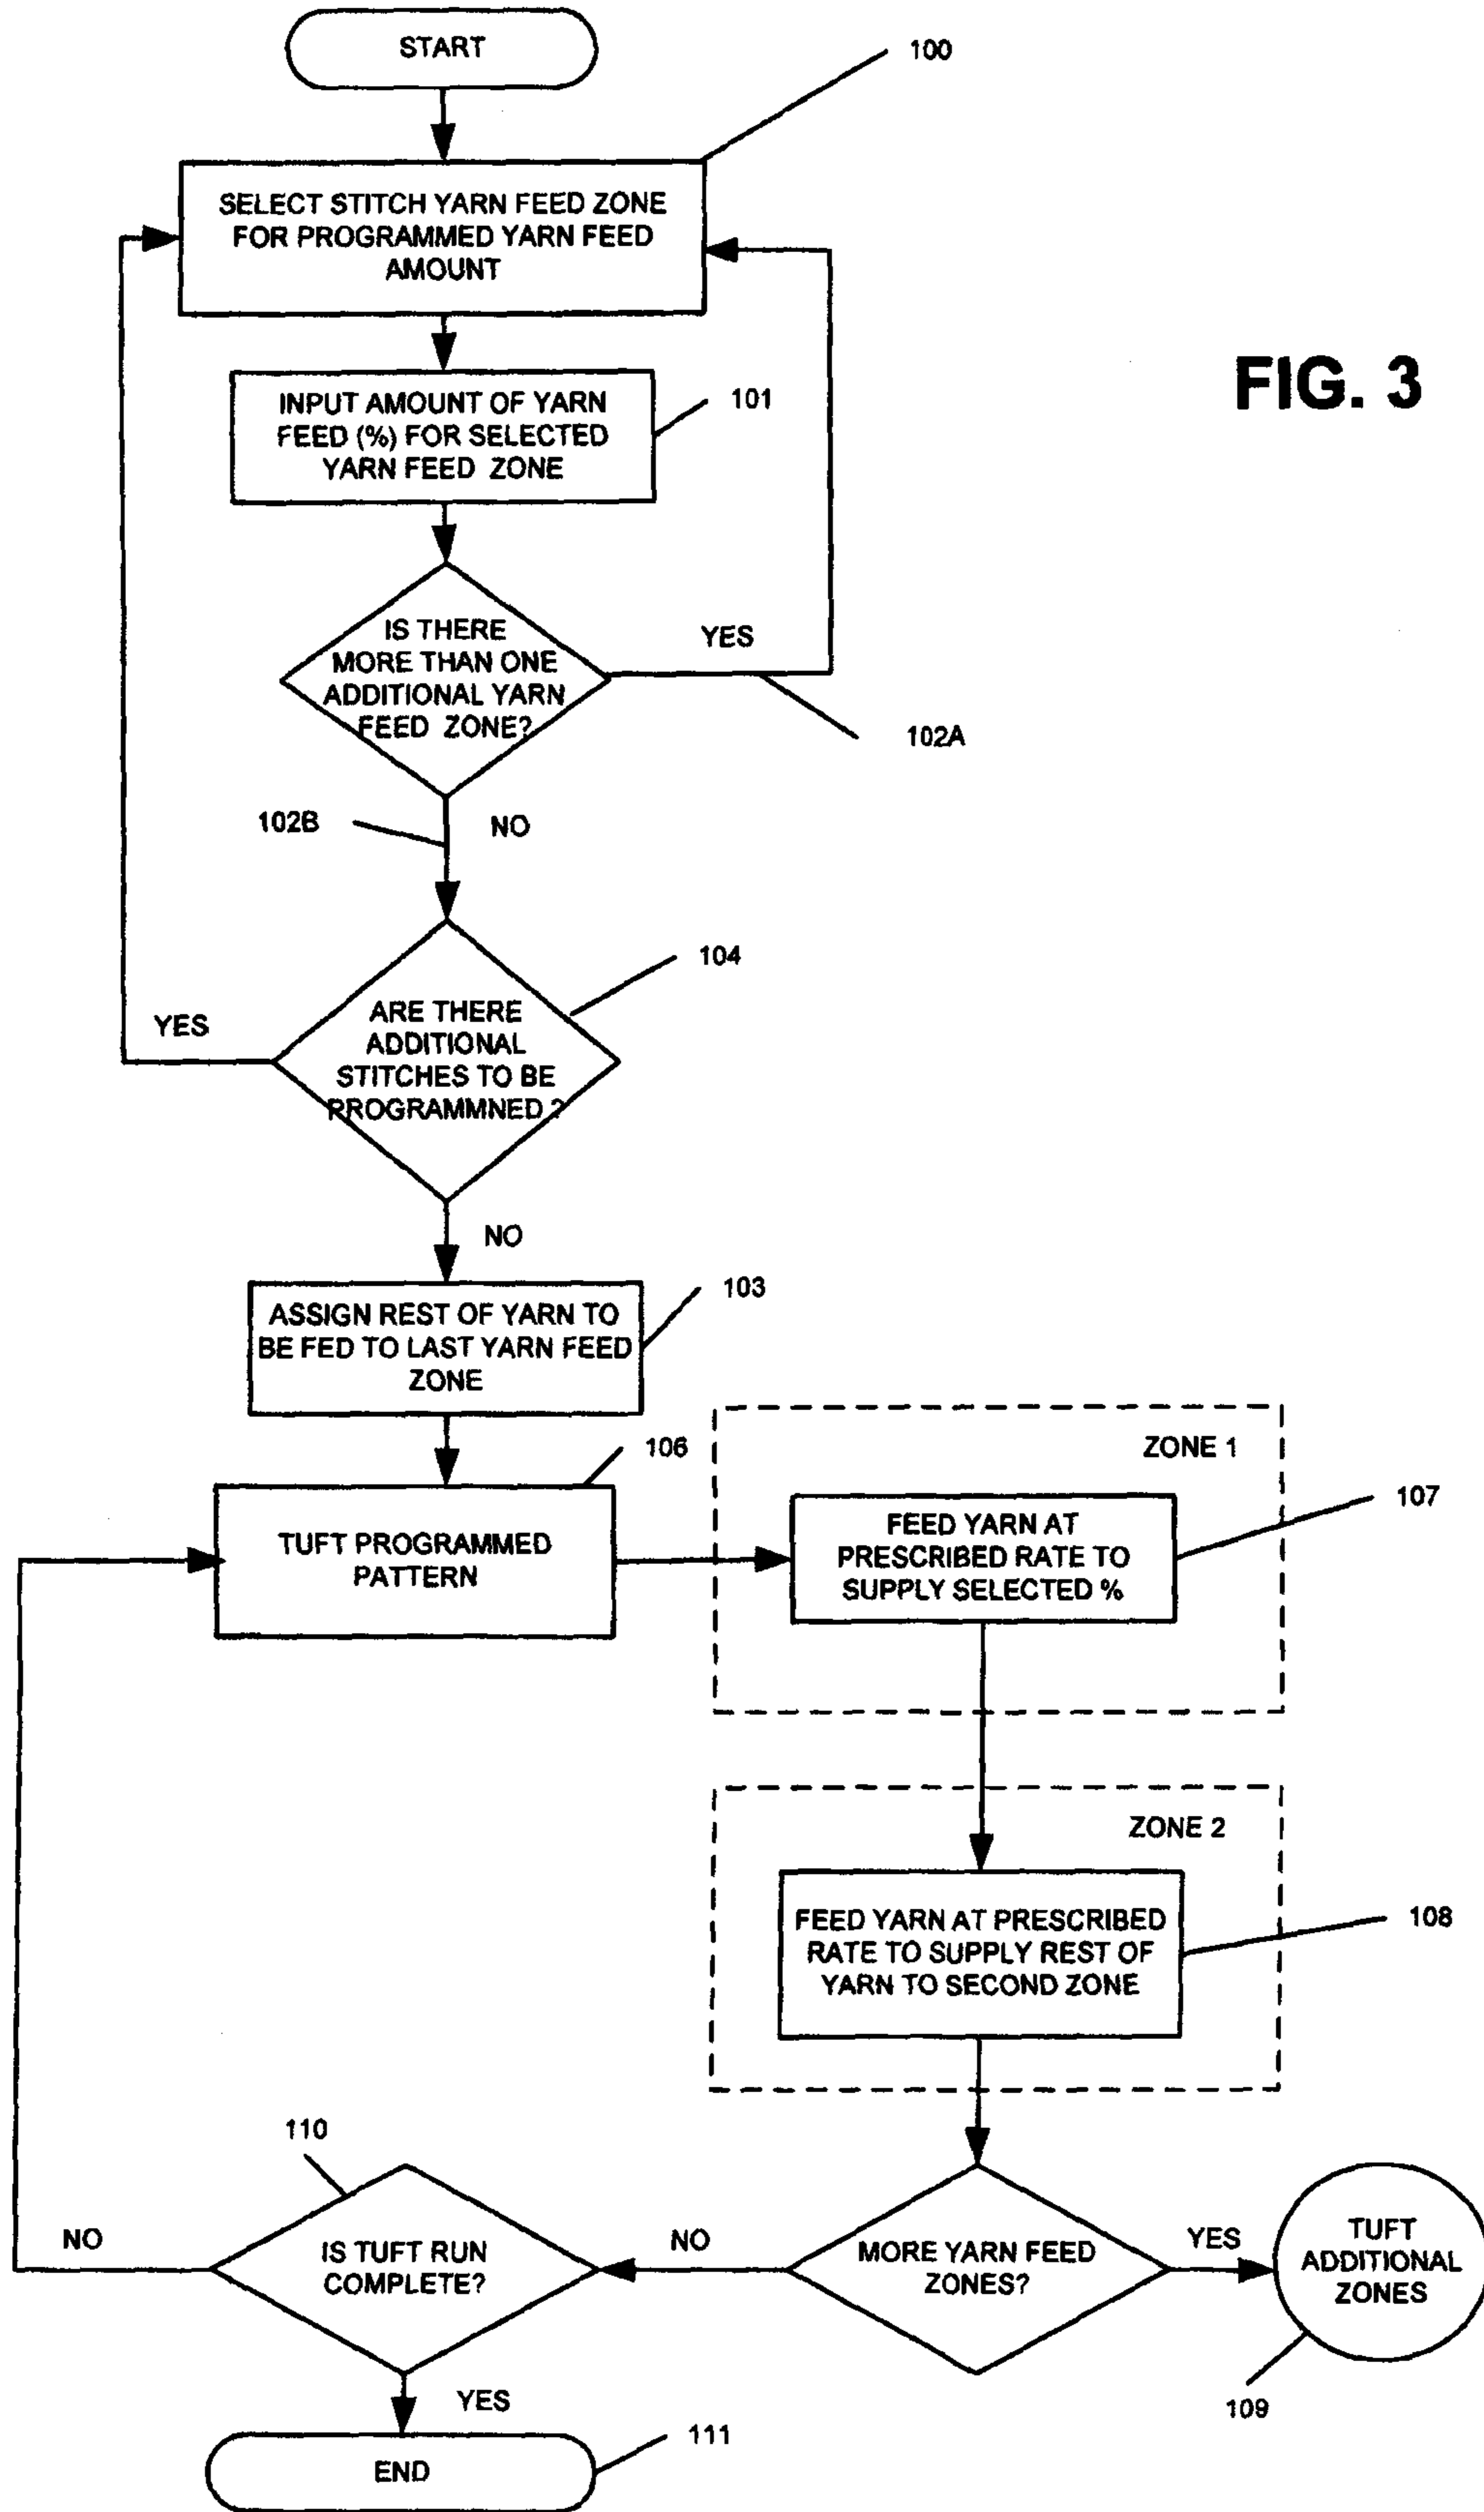 START
100
SELECT STITCH YARN FEED ZONE
FOR PROGRAMMED YARN FEED
AMOUNT
FIG. 3
INPUT AMOUNT OF YARN
FEED (%) FOR SELECTED
YARN FEED ZONE
101
IS THERE
MORE THAN ONE
ADDITIONAL YARN
FEED ZONE?
YES
102A
102B
NO
104
ARE THERE
ADDITIONAL
STITCHES TO BE
PROGRAMMNED ?
YES
NO
103
ASSIGN REST OF YARN TO
BE FED TO LAST YARN FEED
ZONE
106
TUFT PROGRAMMED
PATTERN
ZONE 1
107
FEED YARN AT
PRESCRIBED RATE TO
SUPPLY SELECTED %
ZONE 2
108
FEED YARN AT PRESCRIBED
RATE TO SUPPLY REST OF
YARN TO SECOND ZONE
110
NO
IS TUFT RUN
COMPLETE?
NO
MORE YARN FEED
ZONES?
YES
TUFT
ADDITIONAL
ZONES
109
YES
111
END